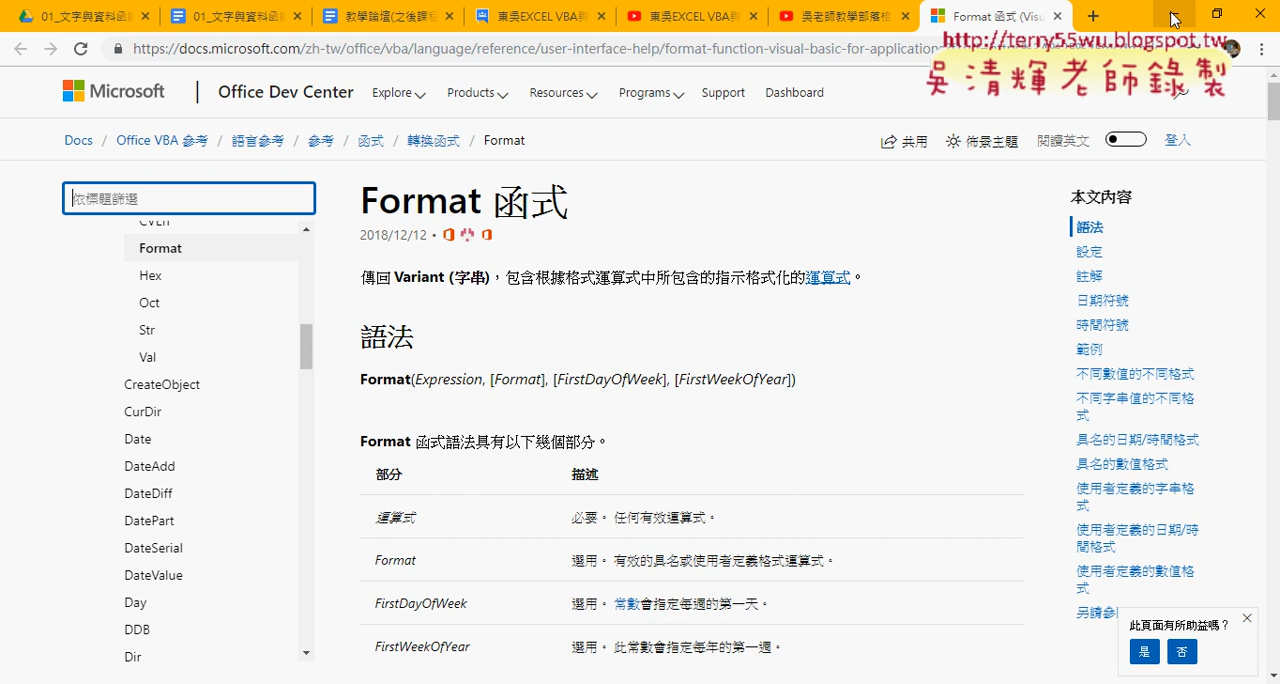 01_文字與資料函
01_文字與資料函
教學論壇(之後課程
東吳EXCEL VBA與
東吳EXCEL VBA與
吳老師教學部落格
Format 函式 (Visu
https://docs.microsoft.com/zh-tw/office/vba/language/reference/user-interface-help/format-function-visual-basic-for-applications
http://terry55wu.blogspot.tw
吳清輝老師錄製
Microsoft
Office Dev Center
Explore
Products
Resources
Programs
Support
Dashboard
Docs / Office VBA 參考 / 語言參考 / 參考 / 函式 / 轉換函式 / Format
共用
佈景主題
閱讀英文
登入
依標題篩選
CVErr
Format
Hex
Oct
Str
Val
CreateObject
CurDir
Date
DateAdd
DateDiff
DatePart
DateSerial
DateValue
Day
DDB
Dir
Format 函式
2018/12/12 •
傳回 Variant (字串)，包含根據格式運算式中所包含的指示格式化的運算式。
語法
Format(Expression, [Format], [FirstDayOfWeek], [FirstWeekOfYear])
Format 函式語法具有以下幾個部分。
部分 描述
運算式 必要。 任何有效運算式。
Format 選用。 有效的具名或使用者定義格式運算式。
FirstDayOfWeek 選用。 常數會指定每週的第一天。
FirstWeekOfYear 選用。 此常數會指定每年的第一週。
本文內容
語法
設定
註解
日期符號
時間符號
範例
不同數值的不同格式
不同字串值的不同格
式
具名的日期/時間格式
具名的數值格式
使用者定義的字串格
式
使用者定義的日期/時
間格式
使用者定義的數值格
式
另請參
此頁面有所助益嗎？
是
否